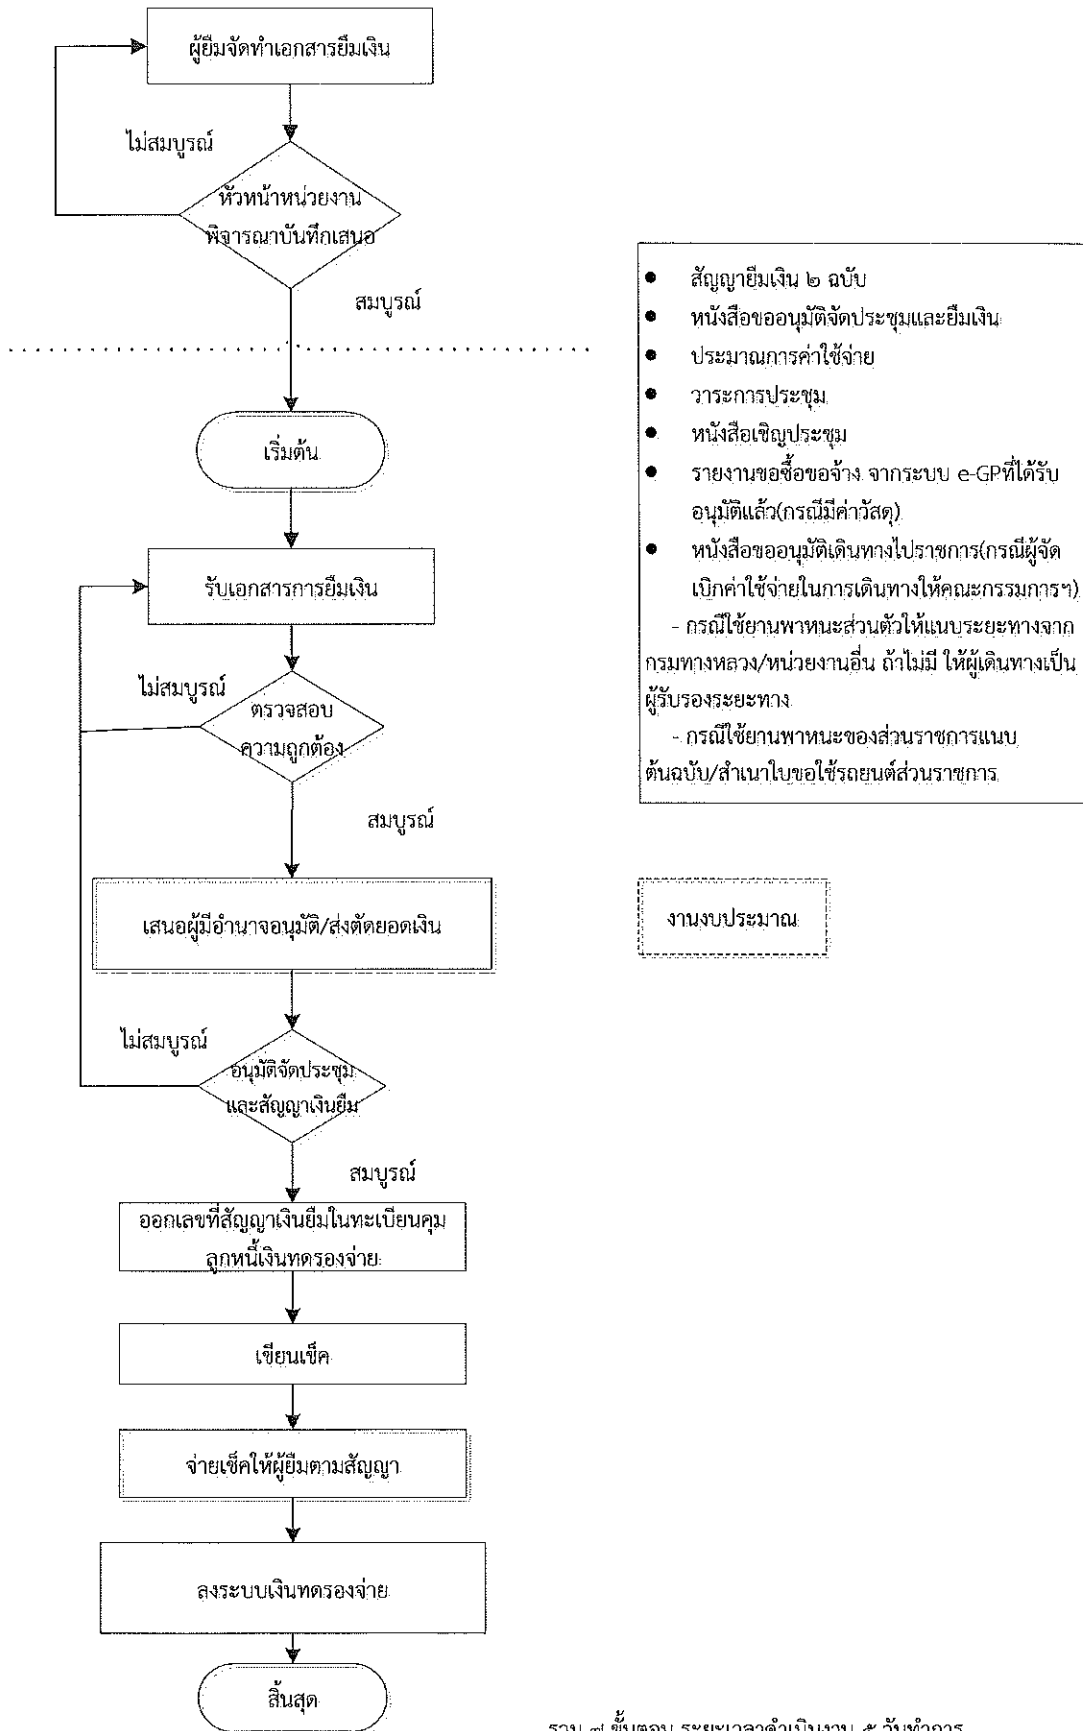 ผู้ยืมจัดทำเอกสารยืมเงิน
ไม่สมบูรณ์
หัวหน้าหน่วยงาน
พิจารณาบันทึกเสนอ
สมบูรณ์
เริ่มต้น
รับเอกสารการยืมเงิน
ไม่สมบูรณ์
ตรวจสอบ
ความถูกต้อง
สมบูรณ์
เสนอผู้มีอำนาจอนุมัติ/ส่งตัดยอดเงิน
ไม่สมบูรณ์
อนุมัติจัดประชุม
และสัญญาเงินยืม
สมบูรณ์
ออกเลขที่สัญญาเงินยืมในทะเบียนคุม
ลูกหนี้เงินทดรองจ่าย
เขียนเช็ค
จ่ายเช็คให้ผู้ยืมตามสัญญา
ลงระบบเงินทดรองจ่าย
สิ้นสุด
● สัญญายืมเงิน ๒ ฉบับ
● หนังสือขออนุมัติจัดประชุมและยืมเงิน
● ประมาณการค่าใช้จ่าย
● วาระการประชุม
● หนังสือเชิญประชุม
● รายงานขอซื้อขอจ้าง จากระบบ e-GPที่ได้รับ
อนุมัติแล้ว(กรณีมีค่าวัสดุ)
● หนังสือขออนุมัติเดินทางไปราชการ(กรณีผู้จัด
เบิกค่าใช้จ่ายในการเดินทางให้คณะกรรมการฯ)
- กรณีใช้ยานพาหนะส่วนตัวให้แนบระยะทางจาก
กรมทางหลวง/หน่วยงานอื่น ถ้าไม่มี ให้ผู้เดินทางเป็น
ผู้รับรองระยะทาง
- กรณีใช้ยานพาหนะของส่วนราชการแนบ
ต้นฉบับ/สำเนาใบขอใช้รถยนต์ส่วนราชการ
งานงบประมาณ
ขั้นตอน ระยะเวลาดำเนินงาน ๕ วันทำการ